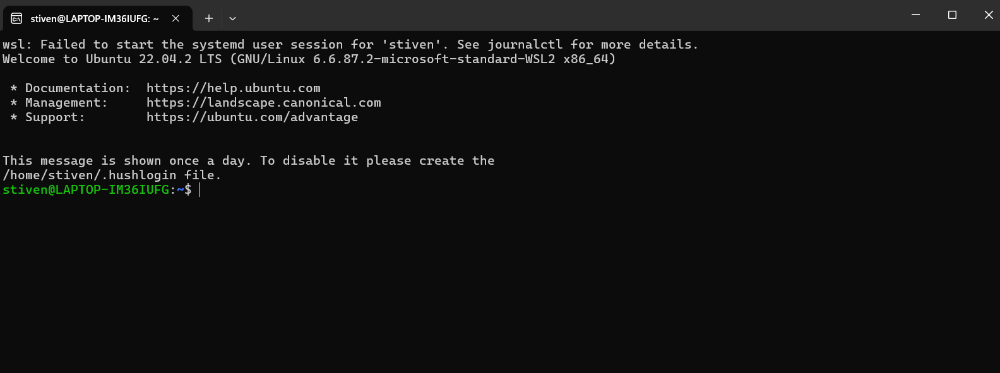 stiven@LAPTOP-IM36IUFG: ~
wsl: Failed to start the systemd user session for 'stiven'. See journalctl for more details.
Welcome to Ubuntu 22.04.2 LTS (GNU/Linux 6.6.87.2-microsoft-standard-WSL2 x86_64)
* Documentation:  https://help.ubuntu.com
* Management:     https://landscape.canonical.com
* Support:        https://ubuntu.com/advantage
This message is shown once a day. To disable it please create the
/home/stiven/.hushlogin file.
stiven@LAPTOP-IM36IUFG:~$